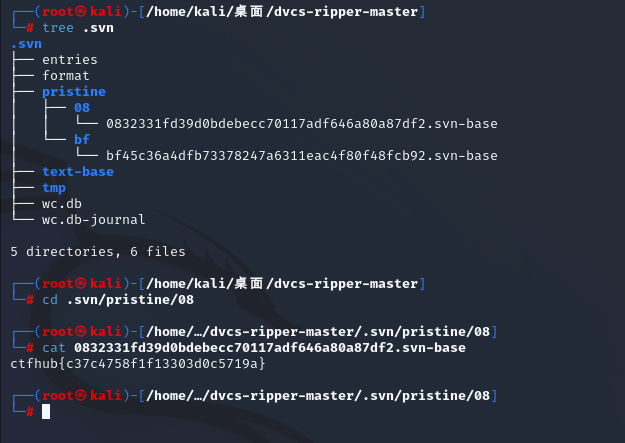 ┌──(root㉿kali)-[/home/kali/桌面/dvcs-ripper-master]
└─# tree .svn
.svn
├── entries
├── format
├── pristine
│   ├── 08
│   │   └── 0832331fd39d0bdebecc70117adf646a80a87df2.svn-base
│   └── bf
│       └── bf45c36a4dfb73378247a6311eac4f80f48fcb92.svn-base
├── text-base
├── tmp
├── wc.db
└── wc.db-journal
5 directories, 6 files
┌──(root㉿kali)-[/home/kali/桌面/dvcs-ripper-master]
└─# cd .svn/pristine/08
┌──(root㉿kali)-[/home/…/dvcs-ripper-master/.svn/pristine/08]
└─# cat 0832331fd39d0bdebecc70117adf646a80a87df2.svn-base
ctfhub{c37c4758f1f13303d0c5719a}
┌──(root㉿kali)-[/home/…/dvcs-ripper-master/.svn/pristine/08]
└─#